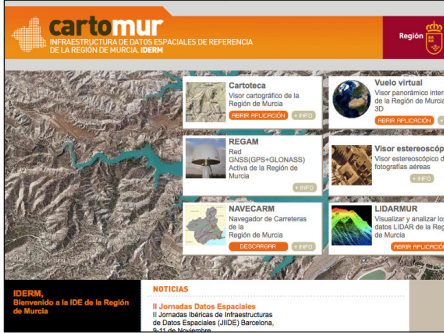 cartomur
INFRAESTRUCTURA DE DATOS ESPACIALES DE REFERENCIA
DE LA REGIÓN DE MURCIA. IDERM
Región
Cartoteca
Visor cartográfico de la
Región de Murcia
ABRIR APLICACIÓN
+ INFO
Vuelo virtual
Visor panorámico inter
de la Región de Murcia
3D
ABRIR APLICACIÓN
REGAM
Red
GNSS(GPS+GLONASS)
Activa de la Región de
Murcia
+ INFO
Visor estereoscóp
Visor estereoscópico d
fotografías aéreas
+ INFO
NAVECARM
Navegador de Carreteras
de la
Región de Murcia
DESCARGAR
+ INFO
LIDARMUR
Visualizar y analizar los
datos LIDAR de la Reg
de Murcia
ABRIR APLICACIÓN
IDERM,
Bienvenido a la IDE de la Región
de Murcia
NOTICIAS
II Jornadas Datos Espaciales
II Jornadas Ibéricas de Infraestructuras
de Datos Espaciales (JIIDE) Barcelona,
9-11 de Noviembre